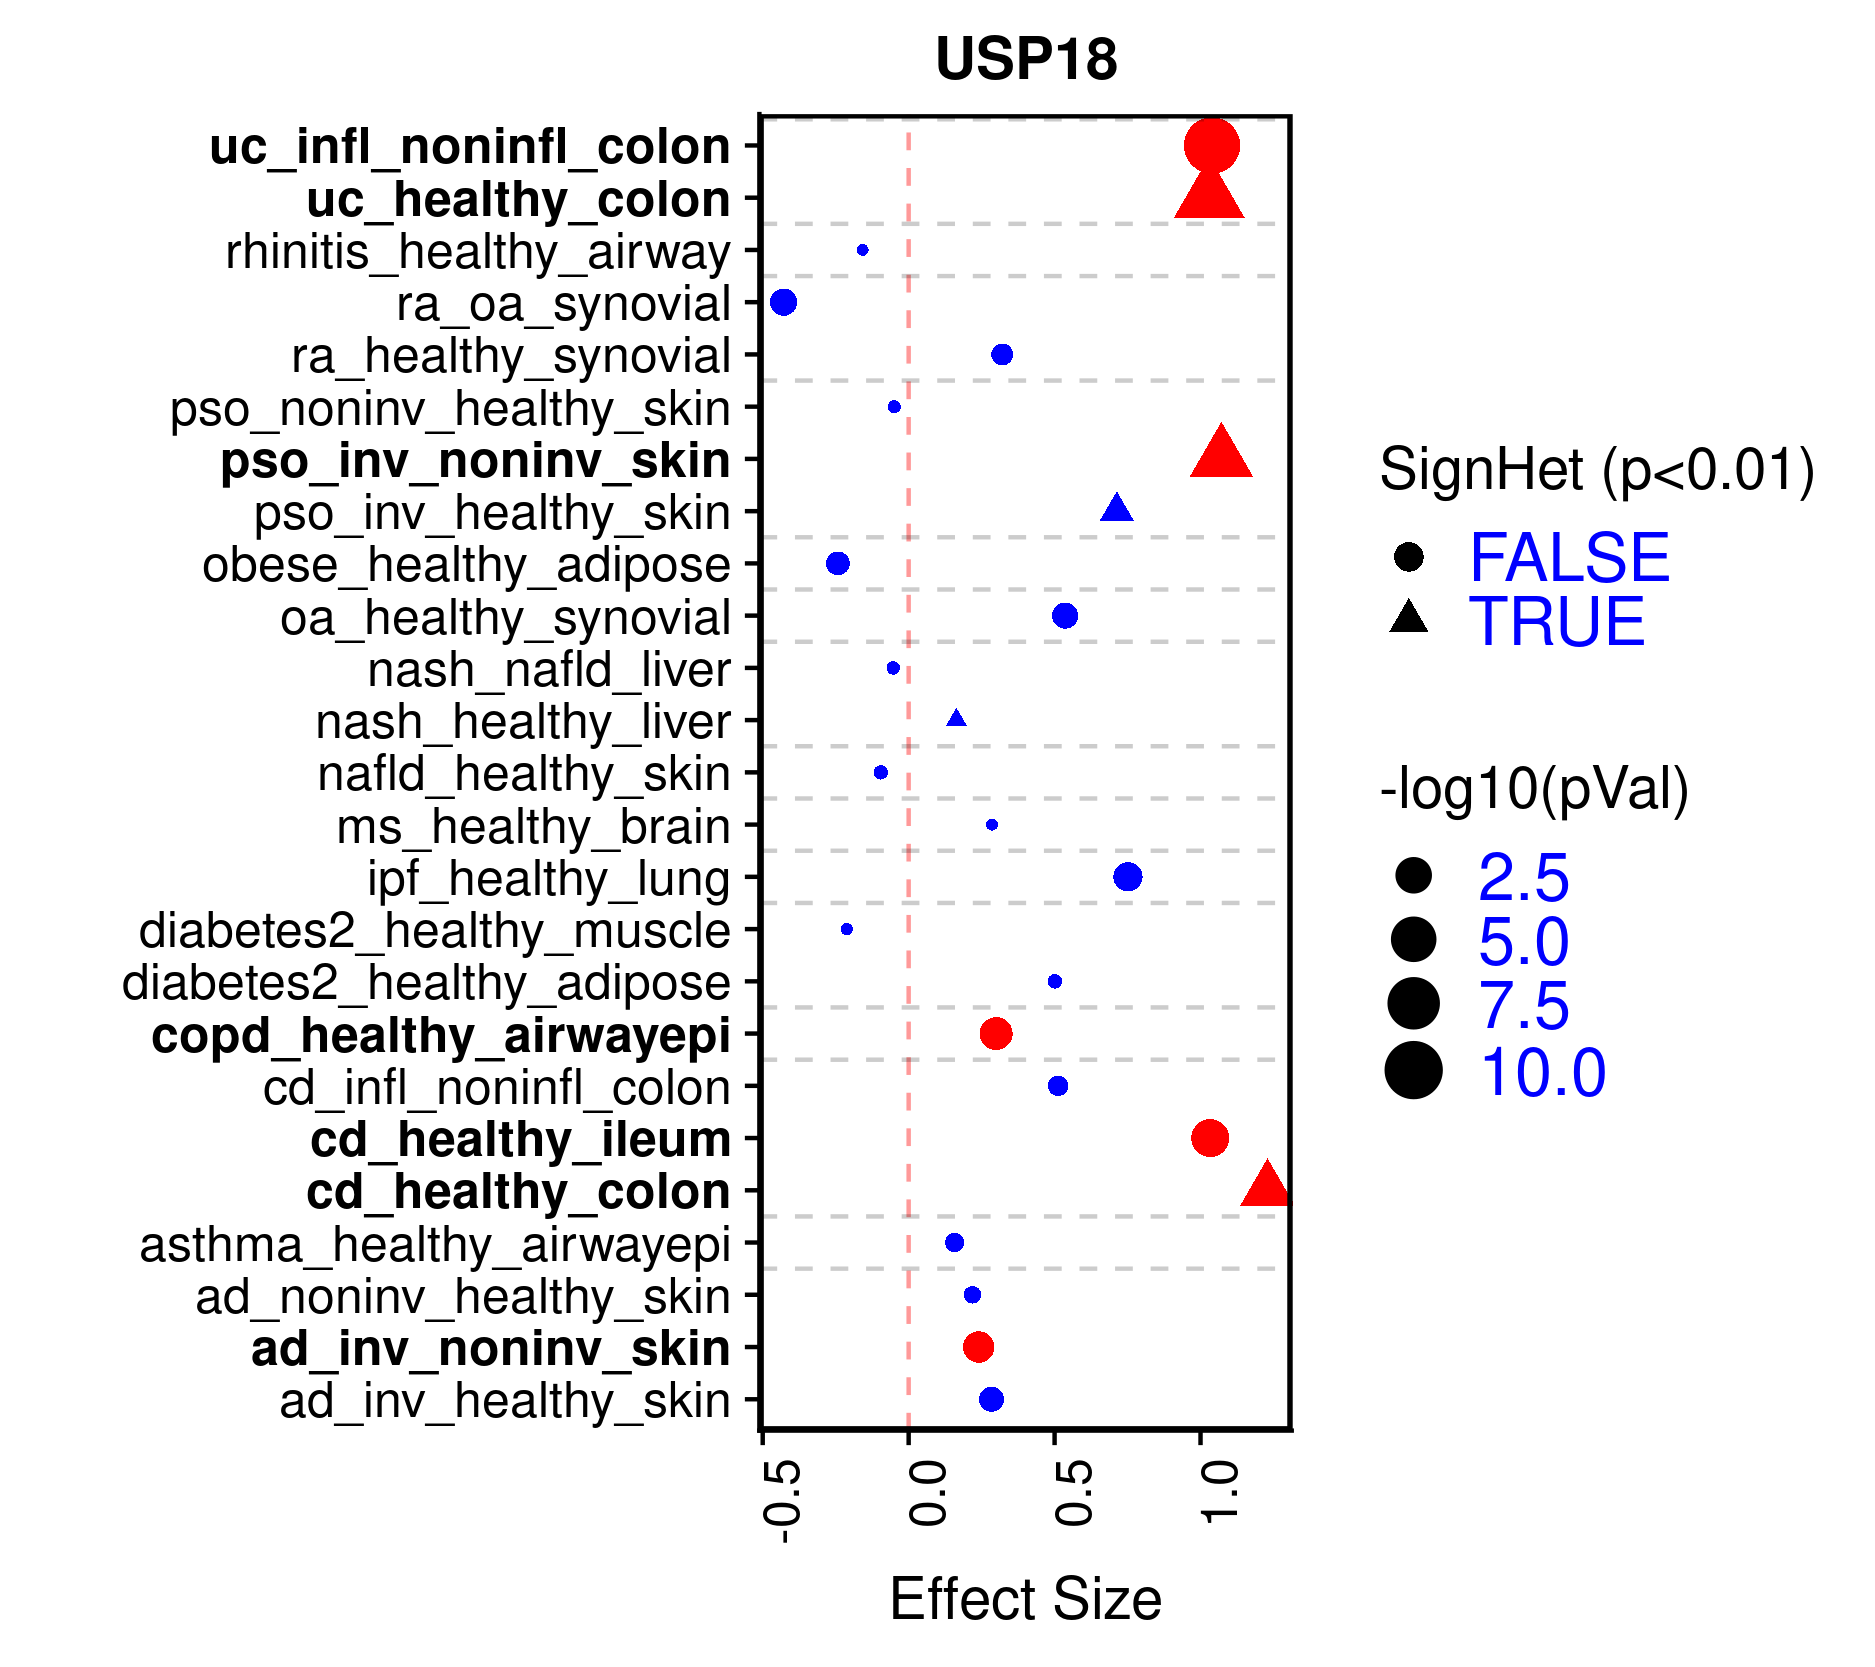 USP18
uc_infl_noninfl_colon
uc_healthy_colon
rhinitis_healthy_airway
ra_oa_synovial
ra_healthy_synovial
pso_noninv_healthy_skin
pso_inv_noninv_skin
pso_inv_healthy_skin
obese_healthy_adipose
oa_healthy_synovial
nash_nafld_liver
nash_healthy_liver
nafld_healthy_skin
ms_healthy_brain
ipf_healthy_lung
diabetes2_healthy_muscle
diabetes2_healthy_adipose
copd_healthy_airwayepi
cd_infl_noninfl_colon
cd_healthy_ileum
cd_healthy_colon
asthma_healthy_airwayepi
ad_noninv_healthy_skin
ad_inv_noninv_skin
ad_inv_healthy_skin
-0.5
0.0
0.5
1.0
Effect Size
SignHet (p<0.01)
FALSE
TRUE
-log10(pVal)
2.5
5.0
7.5
10.0